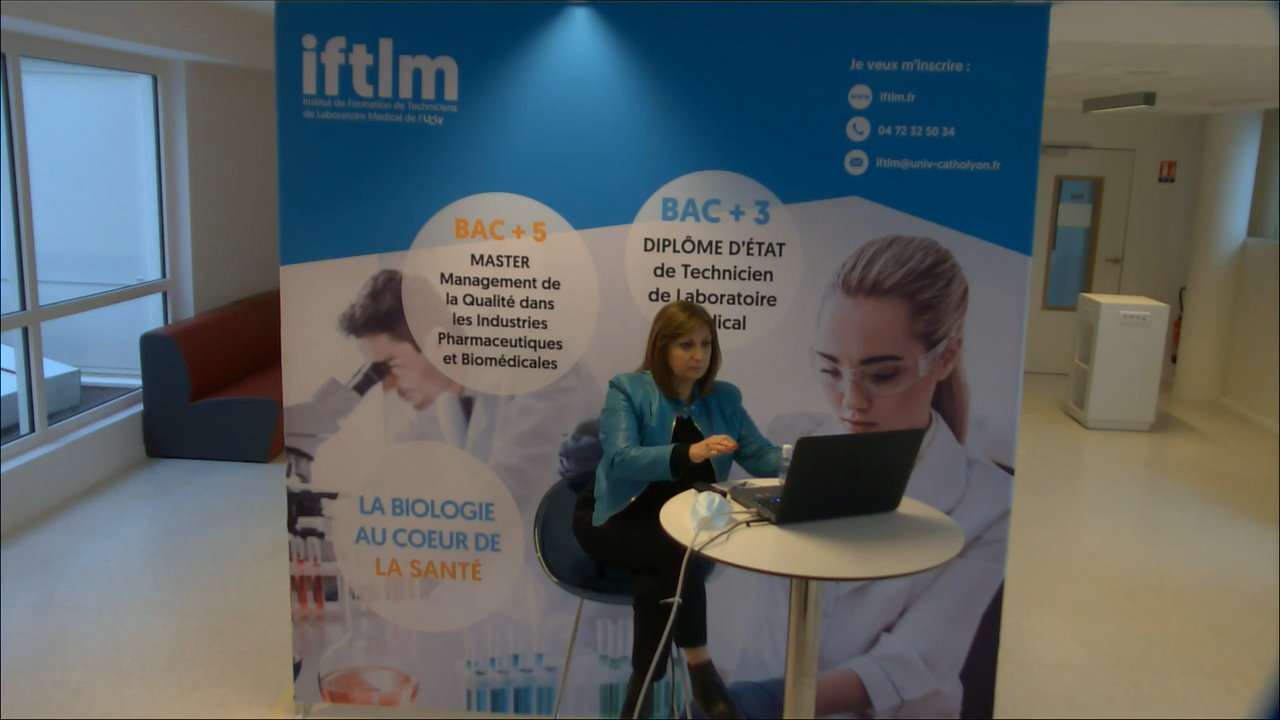 iftlm
Institut de Formation de Techniciens
de Laboratoire Médical de l'UCLy
Je veux m'inscrire :
www
iftlm.fr
04 72 32 50 34
iftlm@univ-catholyon.fr
BAC + 5
MASTER
Management de
la Qualité dans
les Industries
Pharmaceutiques
et Biomédicales
BAC + 3
DIPLÔME D'ÉTAT
de Technicien
de Laboratoire
dical
LA BIOLOGIE
AU COEUR DE
LA SANTÉ